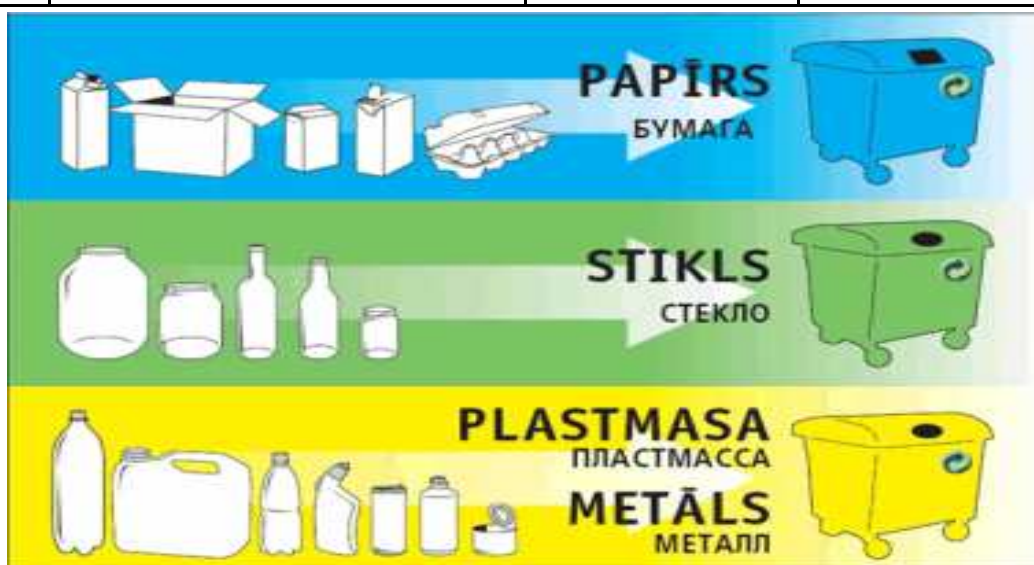 PAPĪRS
БУМАГА
STIKLS
СТЕКЛО
PLASTMASA
ПЛАСТМАССА
METĀLS
МЕТАЛЛ